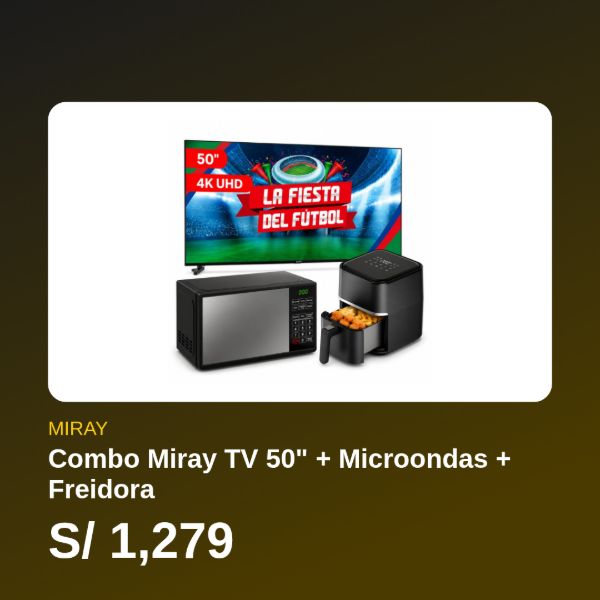 50"
4K UHD
LA FIESTA
DEL FÚTBOL
MIRAY
Combo Miray TV 50" + Microondas +
Freidora
S/ 1,279